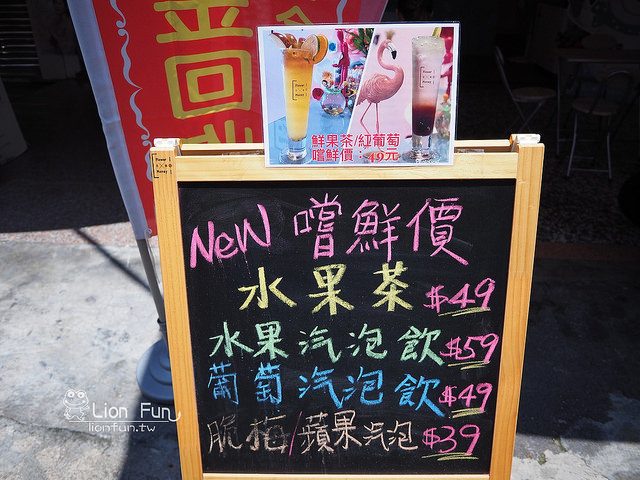 鮮果茶/紅葡萄
嚐鮮價：49元
NeW 嚐鮮價
水果茶 $49
水果汽泡飲 $59
葡萄汽泡飲 $49
脆梅/蘋果汽泡 $39
Lion Fun
lionfun.tw